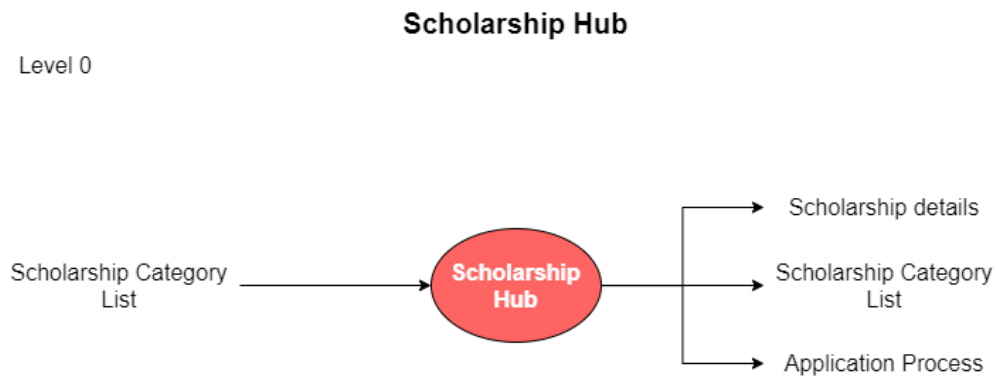 Scholarship Hub
Level 0
Scholarship details
Scholarship Category
List
Scholarship
Hub
Scholarship Category
List
Application Process